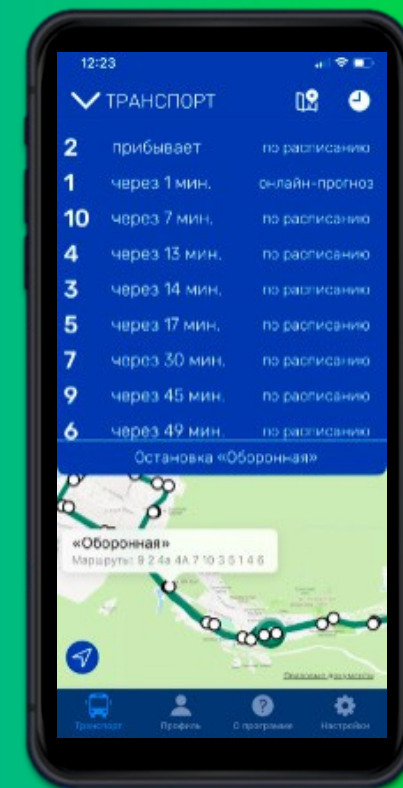 12:23
ТРАНСПОРТ
2 прибывает по расписанию
1 через 1 мин. онлайн-прогноз
10 через 7 мин. по расписанию
4 через 13 мин. по расписанию
3 через 14 мин. по расписанию
5 через 17 мин. по расписанию
7 через 30 мин. по расписанию
9 через 45 мин. по расписанию
6 через 49 мин. по расписанию
Остановка «Оборонная»
«Оборонная»
Маршруты: 9 2 4а 4А 7 10 3 5 1 4 6
Правовые документы
Транспорт Профиль О программе Настройки